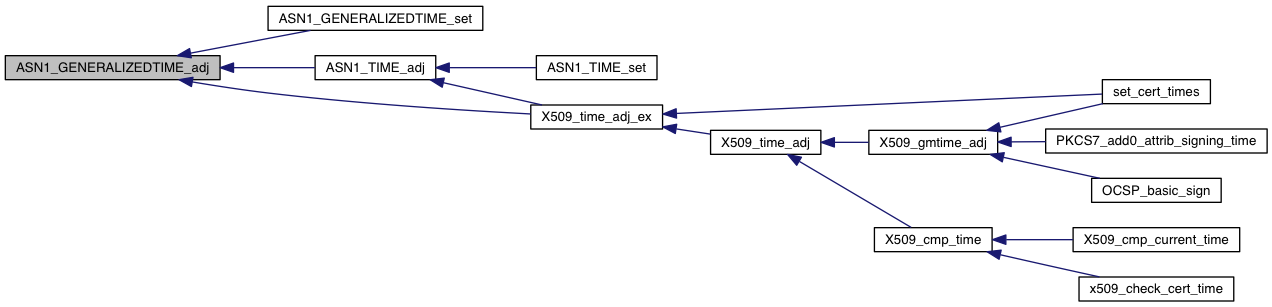 ASN1_GENERALIZEDTIME_set
ASN1_GENERALIZEDTIME_adj
ASN1_TIME_adj
ASN1_TIME_set
set_cert_times
X509_time_adj_ex
X509_time_adj
X509_gmtime_adj
PKCS7_add0_attrib_signing_time
OCSP_basic_sign
X509_cmp_time
X509_cmp_current_time
x509_check_cert_time